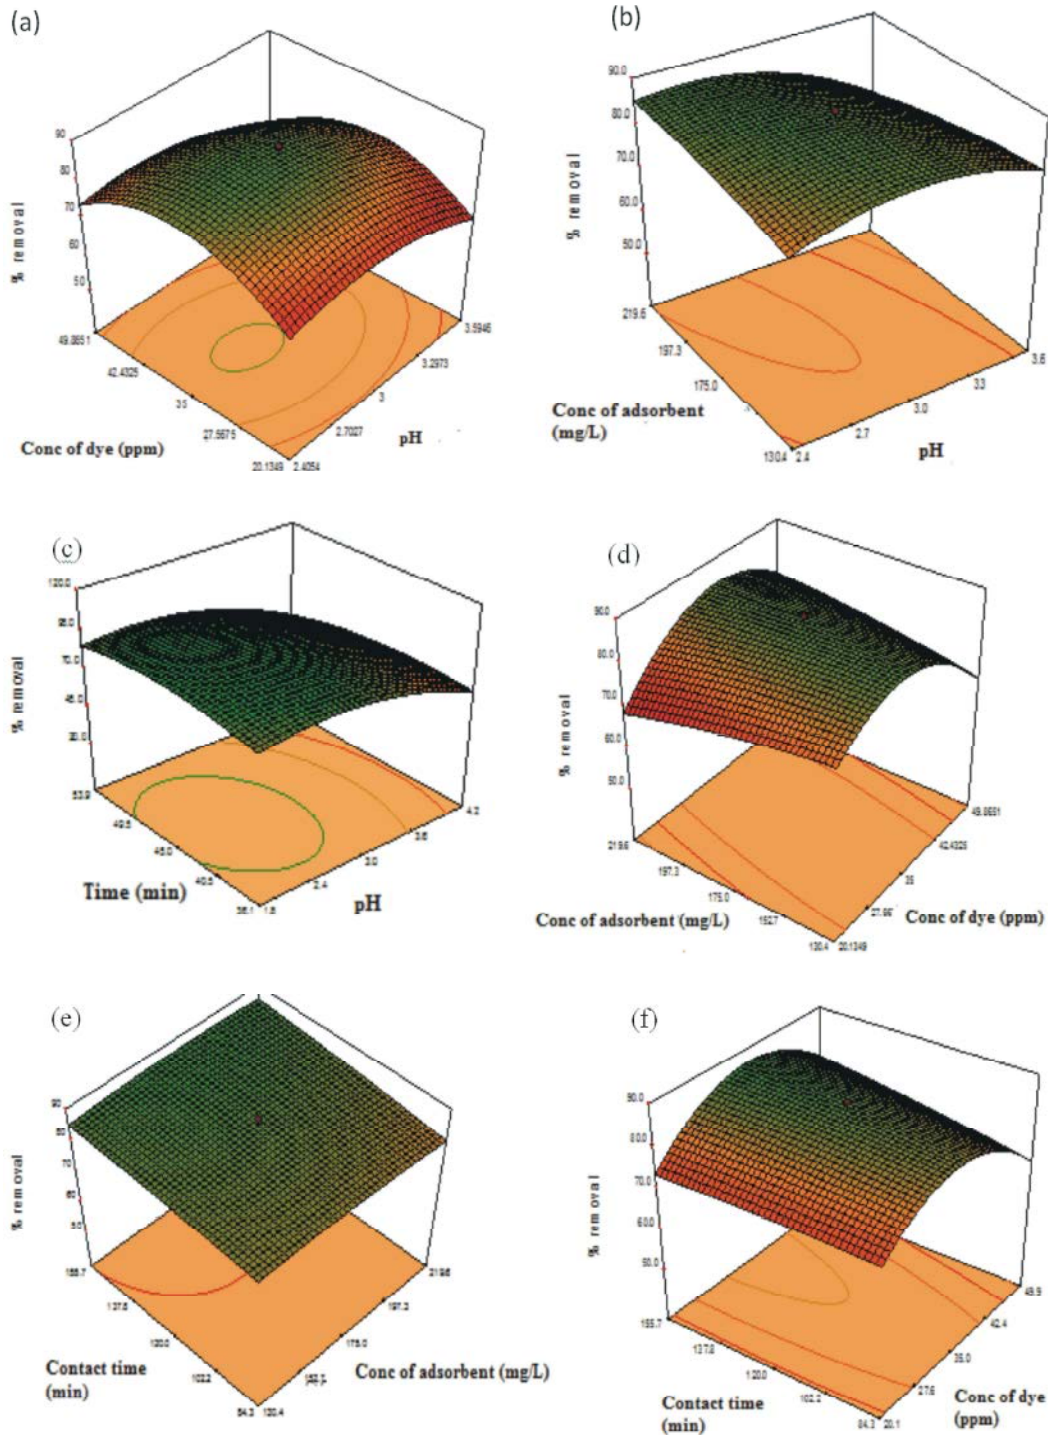 (a)
90
80
70
60
50
% removal
49.8651
42.4325
35
27.5675
20.1349
2.4054
2.7027
3
3.2973
3.5946
Conc of dye (ppm)
pH
(b)
90.0
80.0
70.0
60.0
50.0
% removal
219.6
197.3
175.0
130.4
2.4
2.7
3.0
3.6
Conc of adsorbent
(mg/L)
pH
(c)
120.0
70.0
% removal
53.9
49.5
45.0
40.5
36.1
1.8
2.4
3.0
3.6
4.2
Time (min)
pH
(d)
90.0
80.0
70.0
60.0
50.0
% removal
219.6
197.3
175.0
152.7
130.4
20.1349
35
42.4325
49.8651
Conc of adsorbent (mg/L)
Conc of dye (ppm)
(e)
90
80
70
60
% removal
155.7
137.8
120.0
102.2
84.3
130.4
175.0
197.3
219.6
Contact time
(min)
Conc of adsorbent (mg/L)
(f)
90.0
80.0
70.0
60.0
50.0
% removal
155.7
137.8
120.0
102.2
84.3
20.1
27.6
35.0
42.4
49.9
Contact time
(min)
Conc of dye
(ppm)